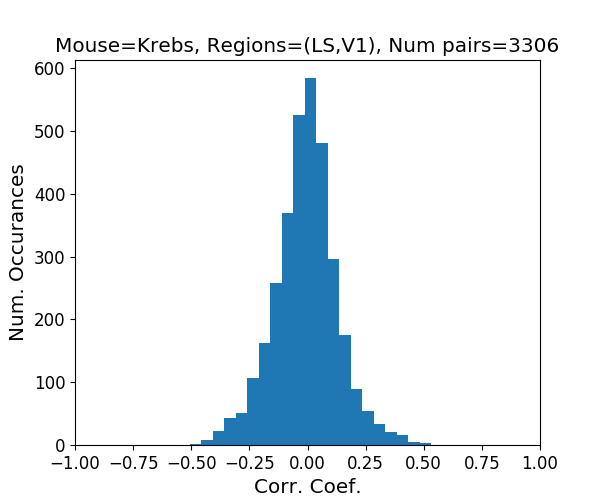 Mouse=Krebs, Regions=(LS,V1), Num pairs=3306
600
500
400
300
200
100
0
Num. Occurances
−1.00 −0.75 −0.50 −0.25 0.00 0.25 0.50 0.75 1.00
Corr. Coef.